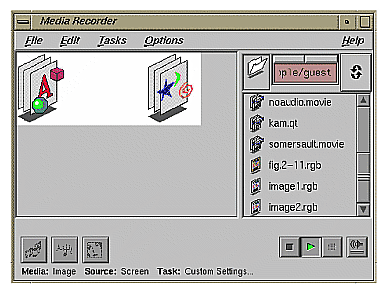 Media Recorder
File Edit Tasks Options Help
ople/guest
A
noaudio.movie
kam.qt
somersault.movie
fig.2-11.rgb
image1.rgb
image2.rgb
Media: Image Source: Screen Task: Custom Settings...